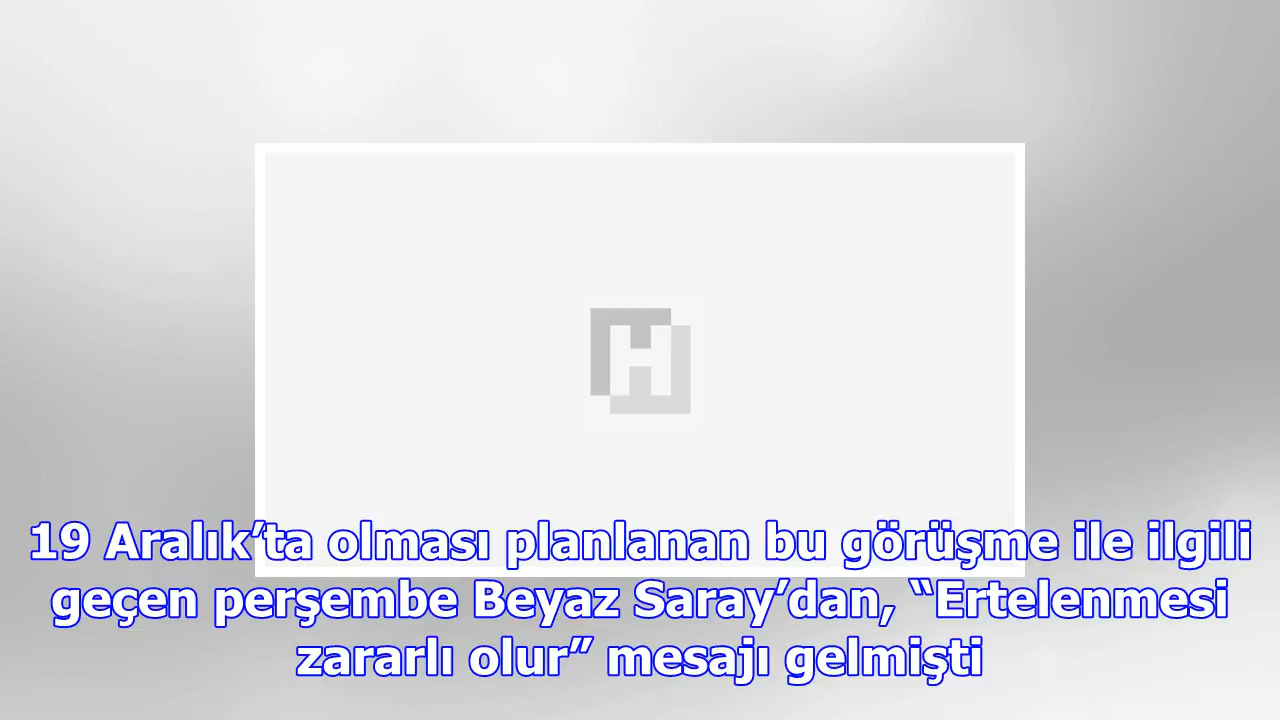 H
19 Aralık’ta olması planlanan bu görüşme ile ilgili
geçen perşembe Beyaz Saray’dan, “Ertelenmesi
zararlı olur” mesajı gelmişti